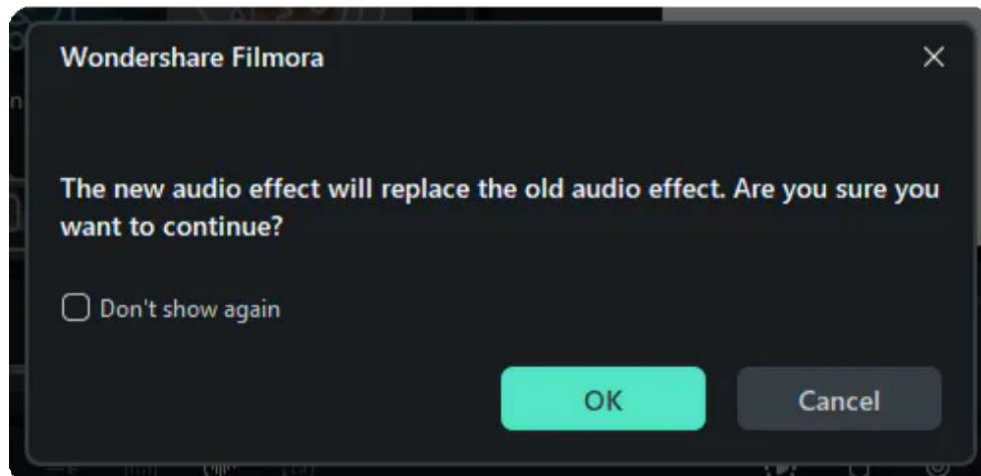 Wondershare Filmora
The new audio effect will replace the old audio effect. Are you sure you
want to continue?
Don't show again
OK
Cancel